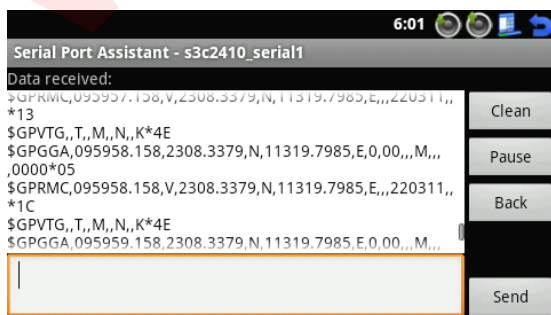 6:01
Serial Port Assistant - s3c2410_serial1
Data received:
$GPRMC,095957.158,V,2308.3379,N,11319.7985,E,,,220311,,
*13
$GPVTG,,T,,M,,N,,K*4E
$GPGGA,095958.158,2308.3379,N,11319.7985,E,0,00,,,M,,,
,0000*05
$GPRMC,095958.158,V,2308.3379,N,11319.7985,E,,,220311,,
*1C
$GPVTG,,T,,M,,N,,K*4E
$GPGGA,095959.158,2308.3379,N,11319.7985,E,0,00,,,M,,,
Clean
Pause
Back
Send